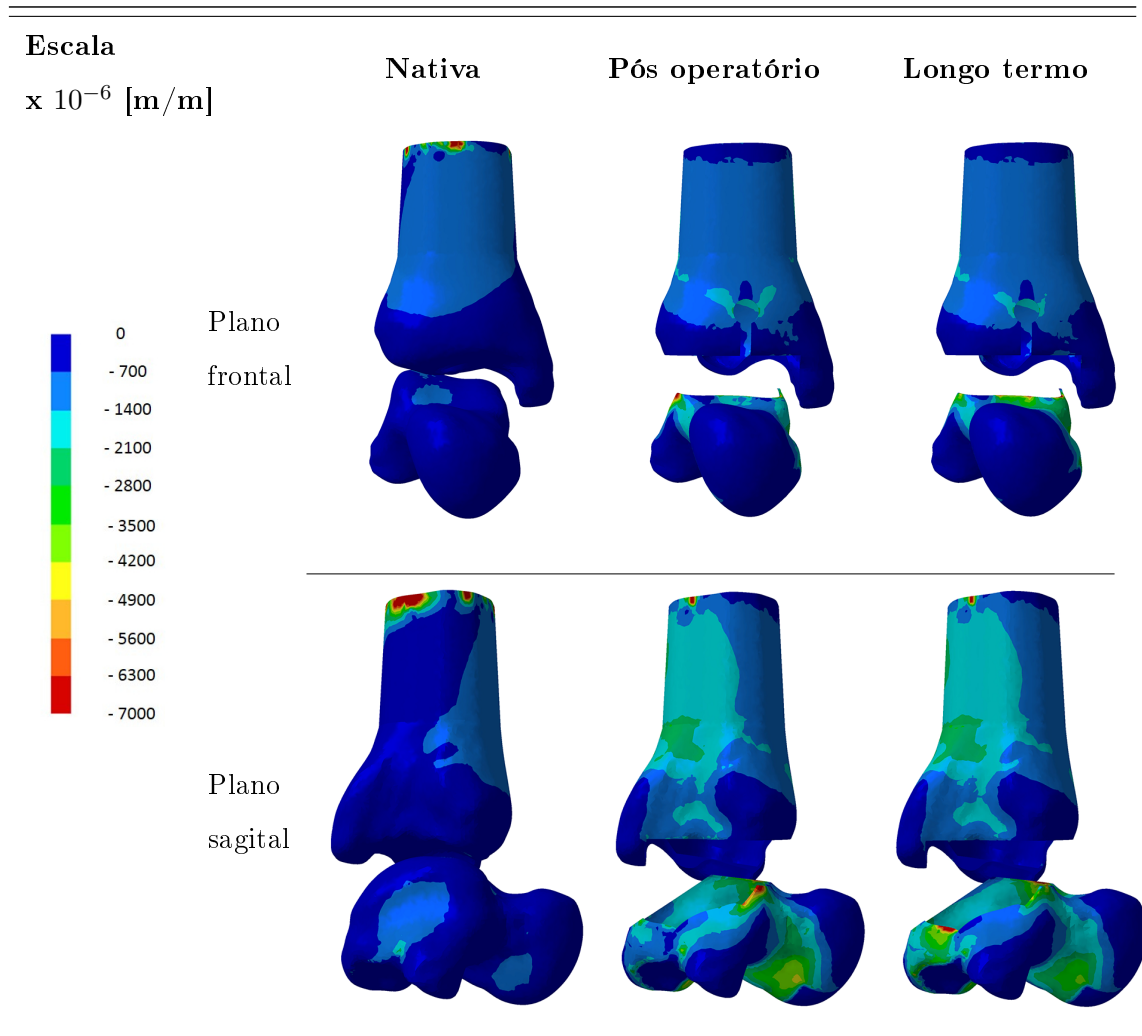 Escala
x 10⁻⁶ [m/m]
Nativa
Pós operatório
Longo termo
Plano
frontal
0
- 700
- 1400
- 2100
- 2800
- 3500
- 4200
- 4900
- 5600
- 6300
- 7000
Plano
sagital